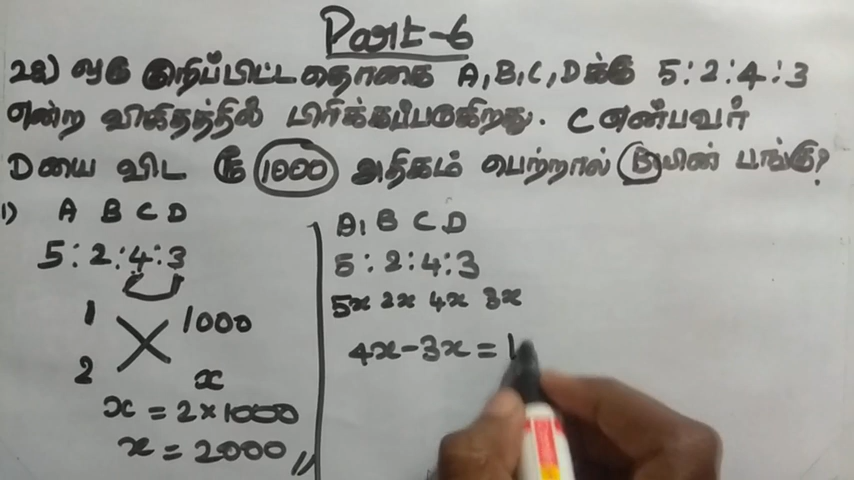 Part-6
28) ஒரு குறிப்பிட்ட தொகை A, B, C, D க்கு 5:2:4:3
என்ற விகிதத்தில் பிரிக்கப்படுகிறது. C என்பவர்
D யை விட ரூ 1000 அதிகம் பெற்றால் B யின் பங்கு?
1) A B C D
5:2:4:3
1 1000
2 x
x = 2×1000
x = 2000
A, B C D
5:2:4:3
5x 2x 4x 3x
4x-3x = 1